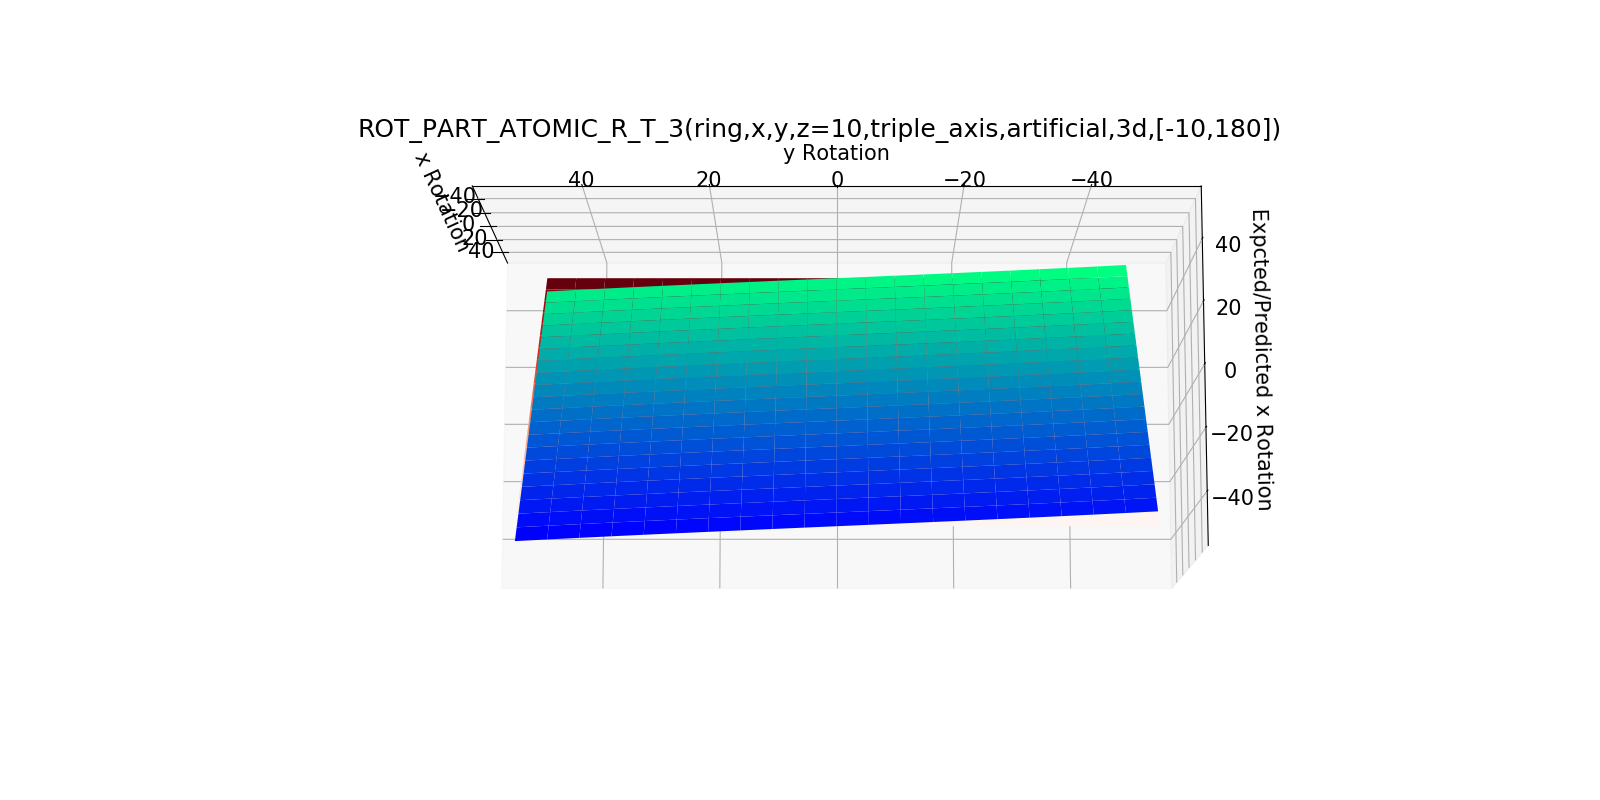 ROT_PART_ATOMIC_R_T_3(ring,x,y,z=10,triple_axis,artificial,3d,[-10,180])
y Rotation
40 20 0 −20 −40
x Rotation
−40
−20
0
20
40
Expcted/Predicted x Rotation
40
20
0
−20
−40